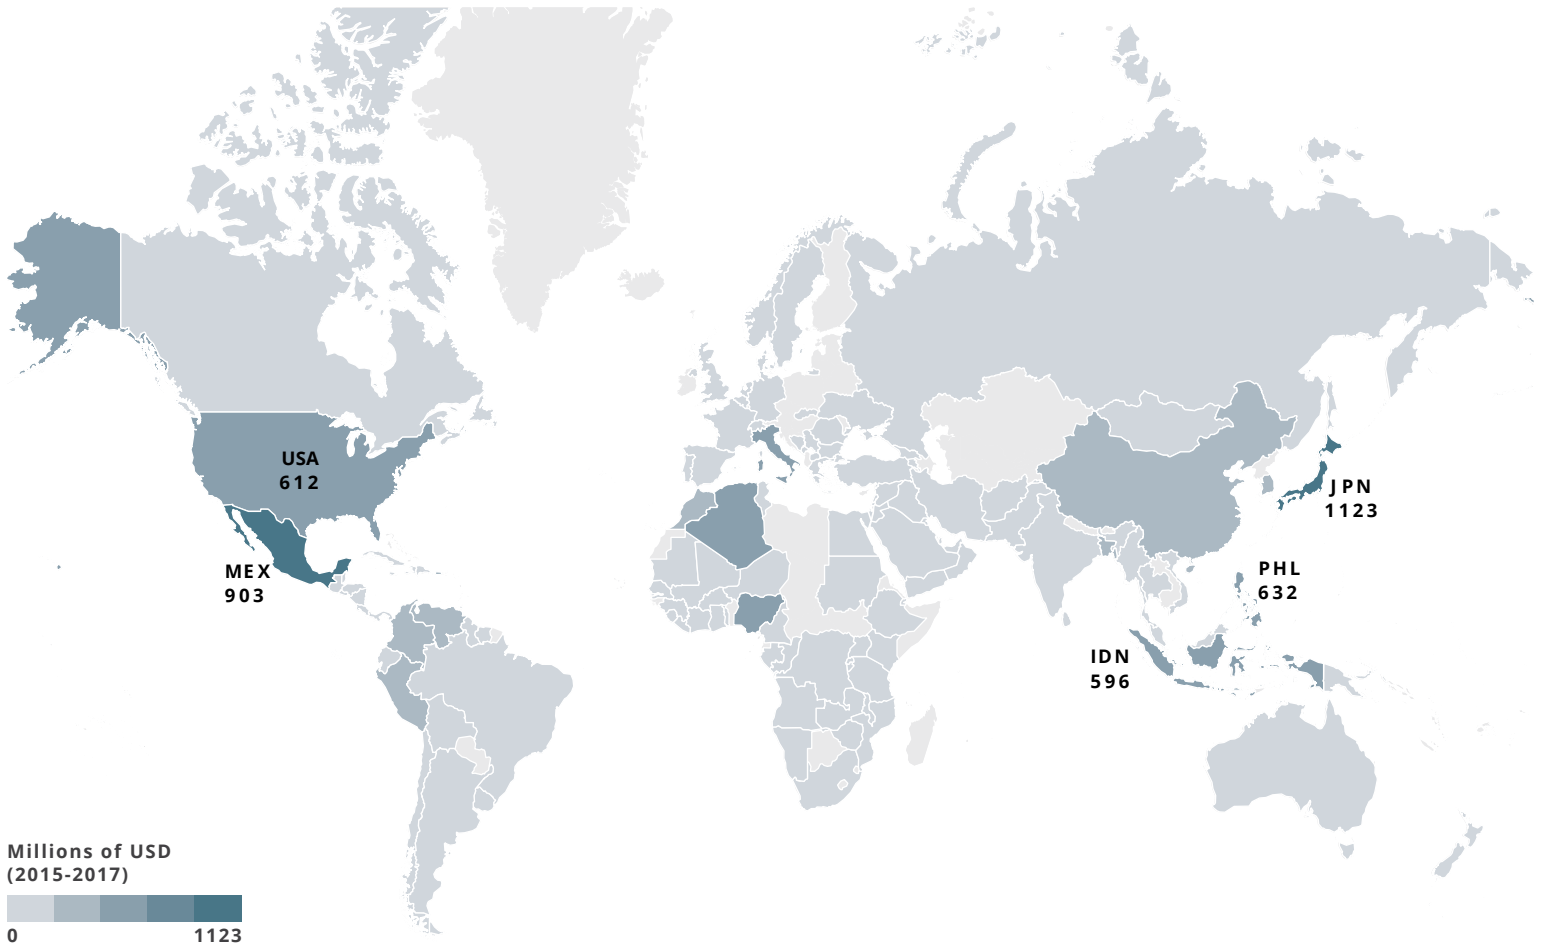 USA
612
JPN
1123
MEX
903
PHL
632
IDN
596
Millions of USD
(2015-2017)
0 1123